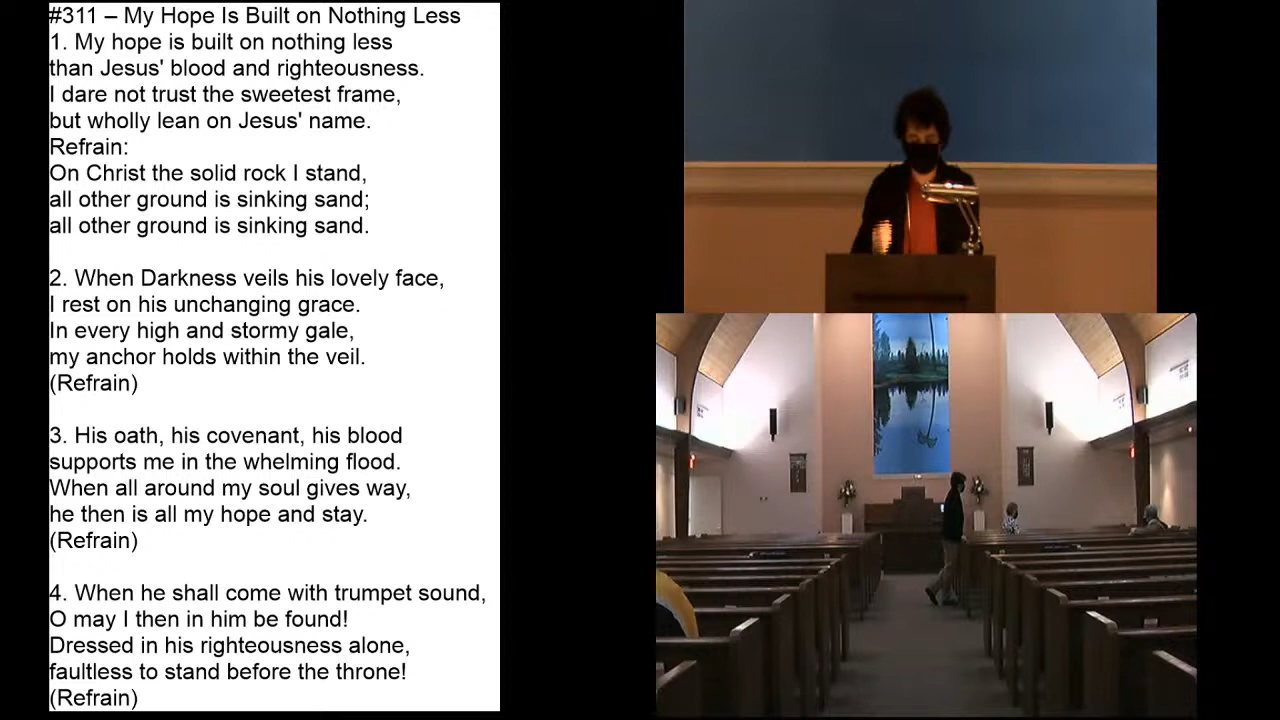 #311 – My Hope Is Built on Nothing Less
1. My hope is built on nothing less
than Jesus' blood and righteousness.
I dare not trust the sweetest frame,
but wholly lean on Jesus' name.
Refrain:
On Christ the solid rock I stand,
all other ground is sinking sand;
all other ground is sinking sand.
2. When Darkness veils his lovely face,
I rest on his unchanging grace.
In every high and stormy gale,
my anchor holds within the veil.
(Refrain)
3. His oath, his covenant, his blood
supports me in the whelming flood.
When all around my soul gives way,
he then is all my hope and stay.
(Refrain)
4. When he shall come with trumpet sound,
O may I then in him be found!
Dressed in his righteousness alone,
faultless to stand before the throne!
(Refrain)